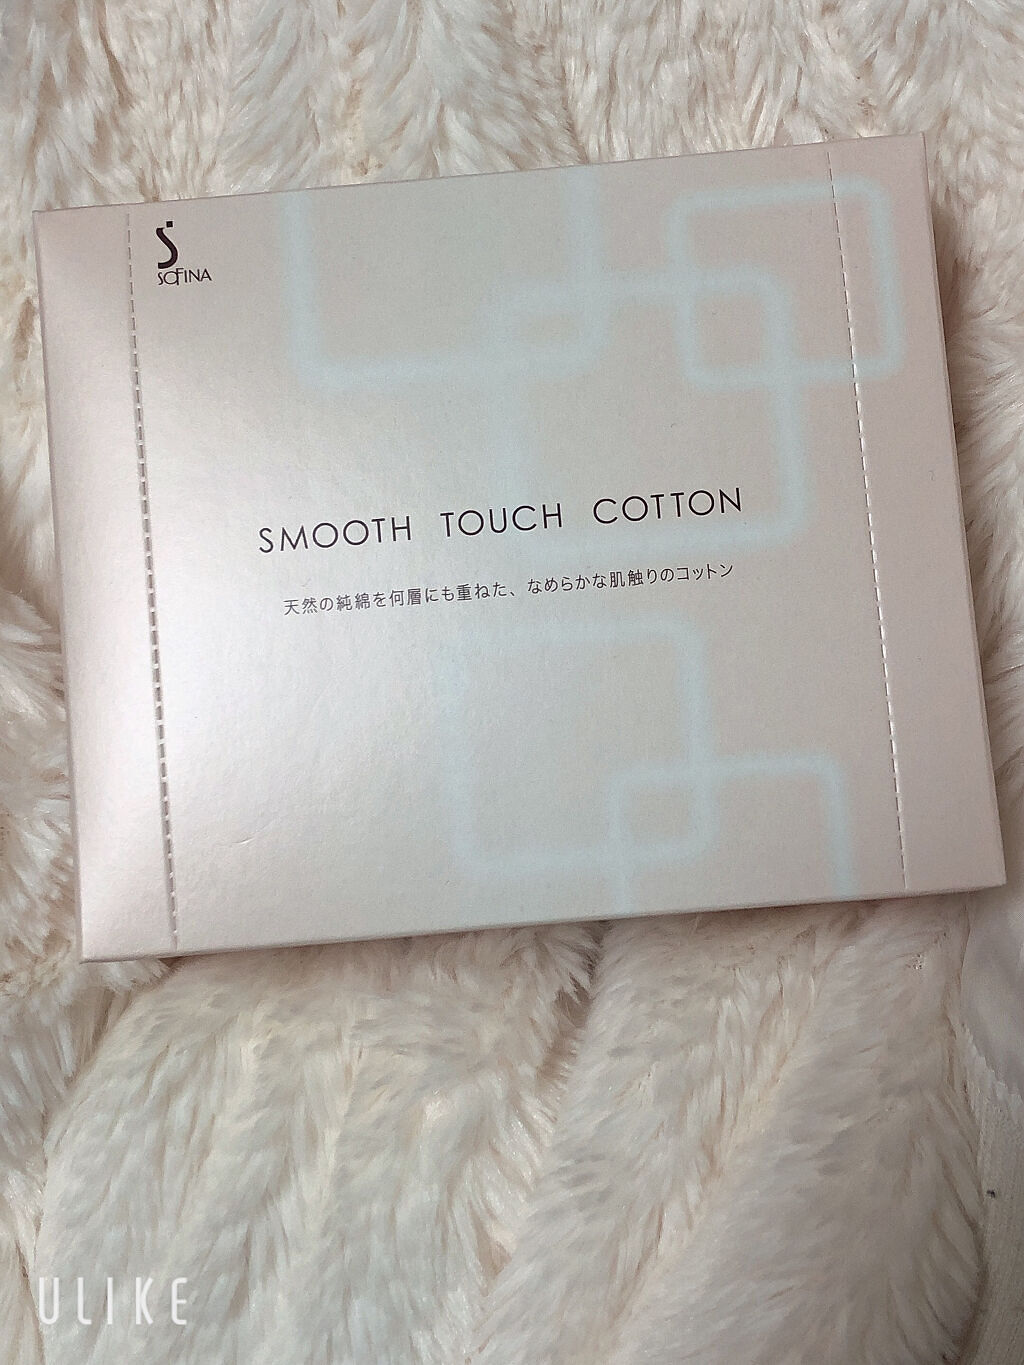 S
SOFINA
SMOOTH TOUCH COTTON
天然の純綿を何層にも重ねた、なめらかな肌触りのコットン
ULIKE